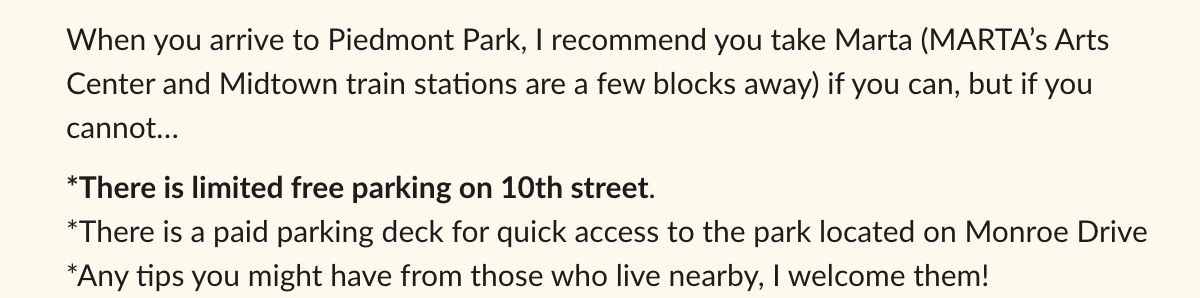 When you arrive to Piedmont Park, I recommend you take Marta (MARTA’s Arts
Center and Midtown train stations are a few blocks away) if you can, but if you
cannot…
*There is limited free parking on 10th street.
*There is a paid parking deck for quick access to the park located on Monroe Drive
*Any tips you might have from those who live nearby, I welcome them!